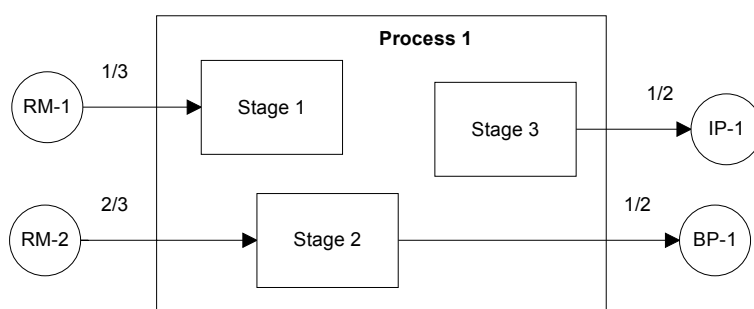 Process 1
1/3
RM-1
Stage 1
Stage 3
1/2
IP-1
2/3
RM-2
Stage 2
1/2
BP-1